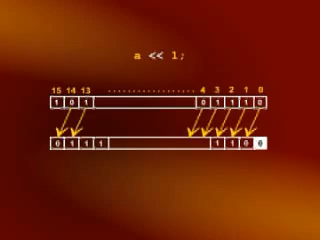 a << 1;
15 14 13 .................. 4 3 2 1 0
1 0 1 0 1 1 1 0
0 1 1 1 1 1 0 0